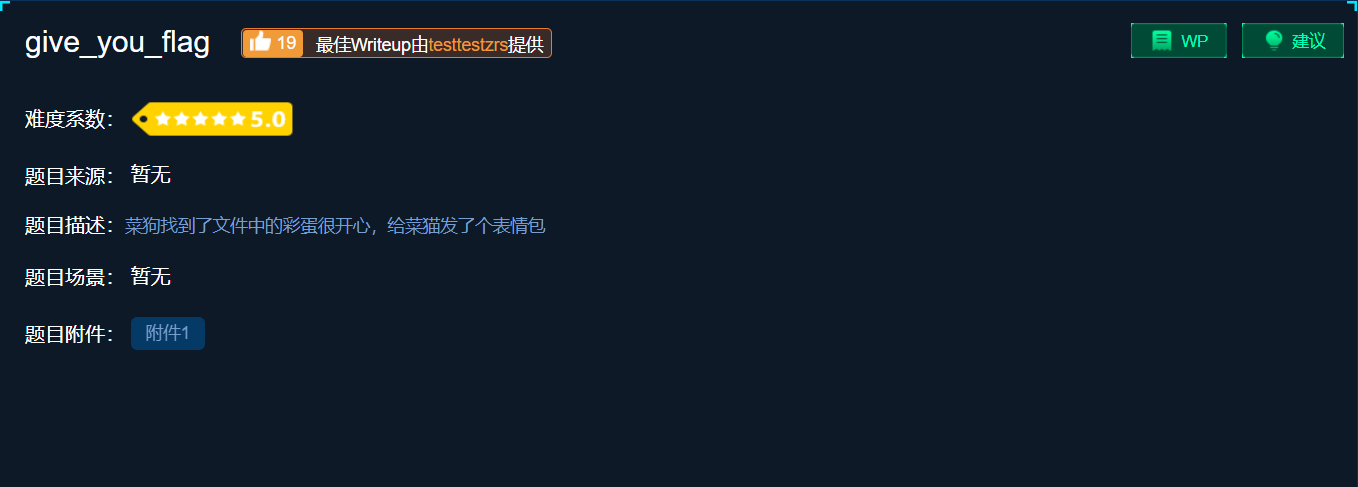 give_you_flag 19 最佳Writeup由testtestzrs提供 WP 建议
难度系数： 5.0
题目来源： 暂无
题目描述： 菜狗找到了文件中的彩蛋很开心，给菜猫发了个表情包
题目场景： 暂无
题目附件： 附件1